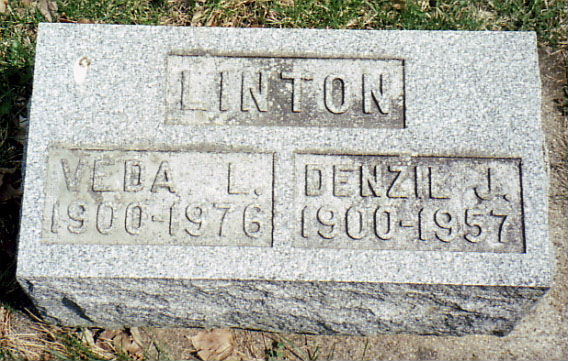 LINTON
VEDA L.
1900-1976
DENZIL J.
1900-1957